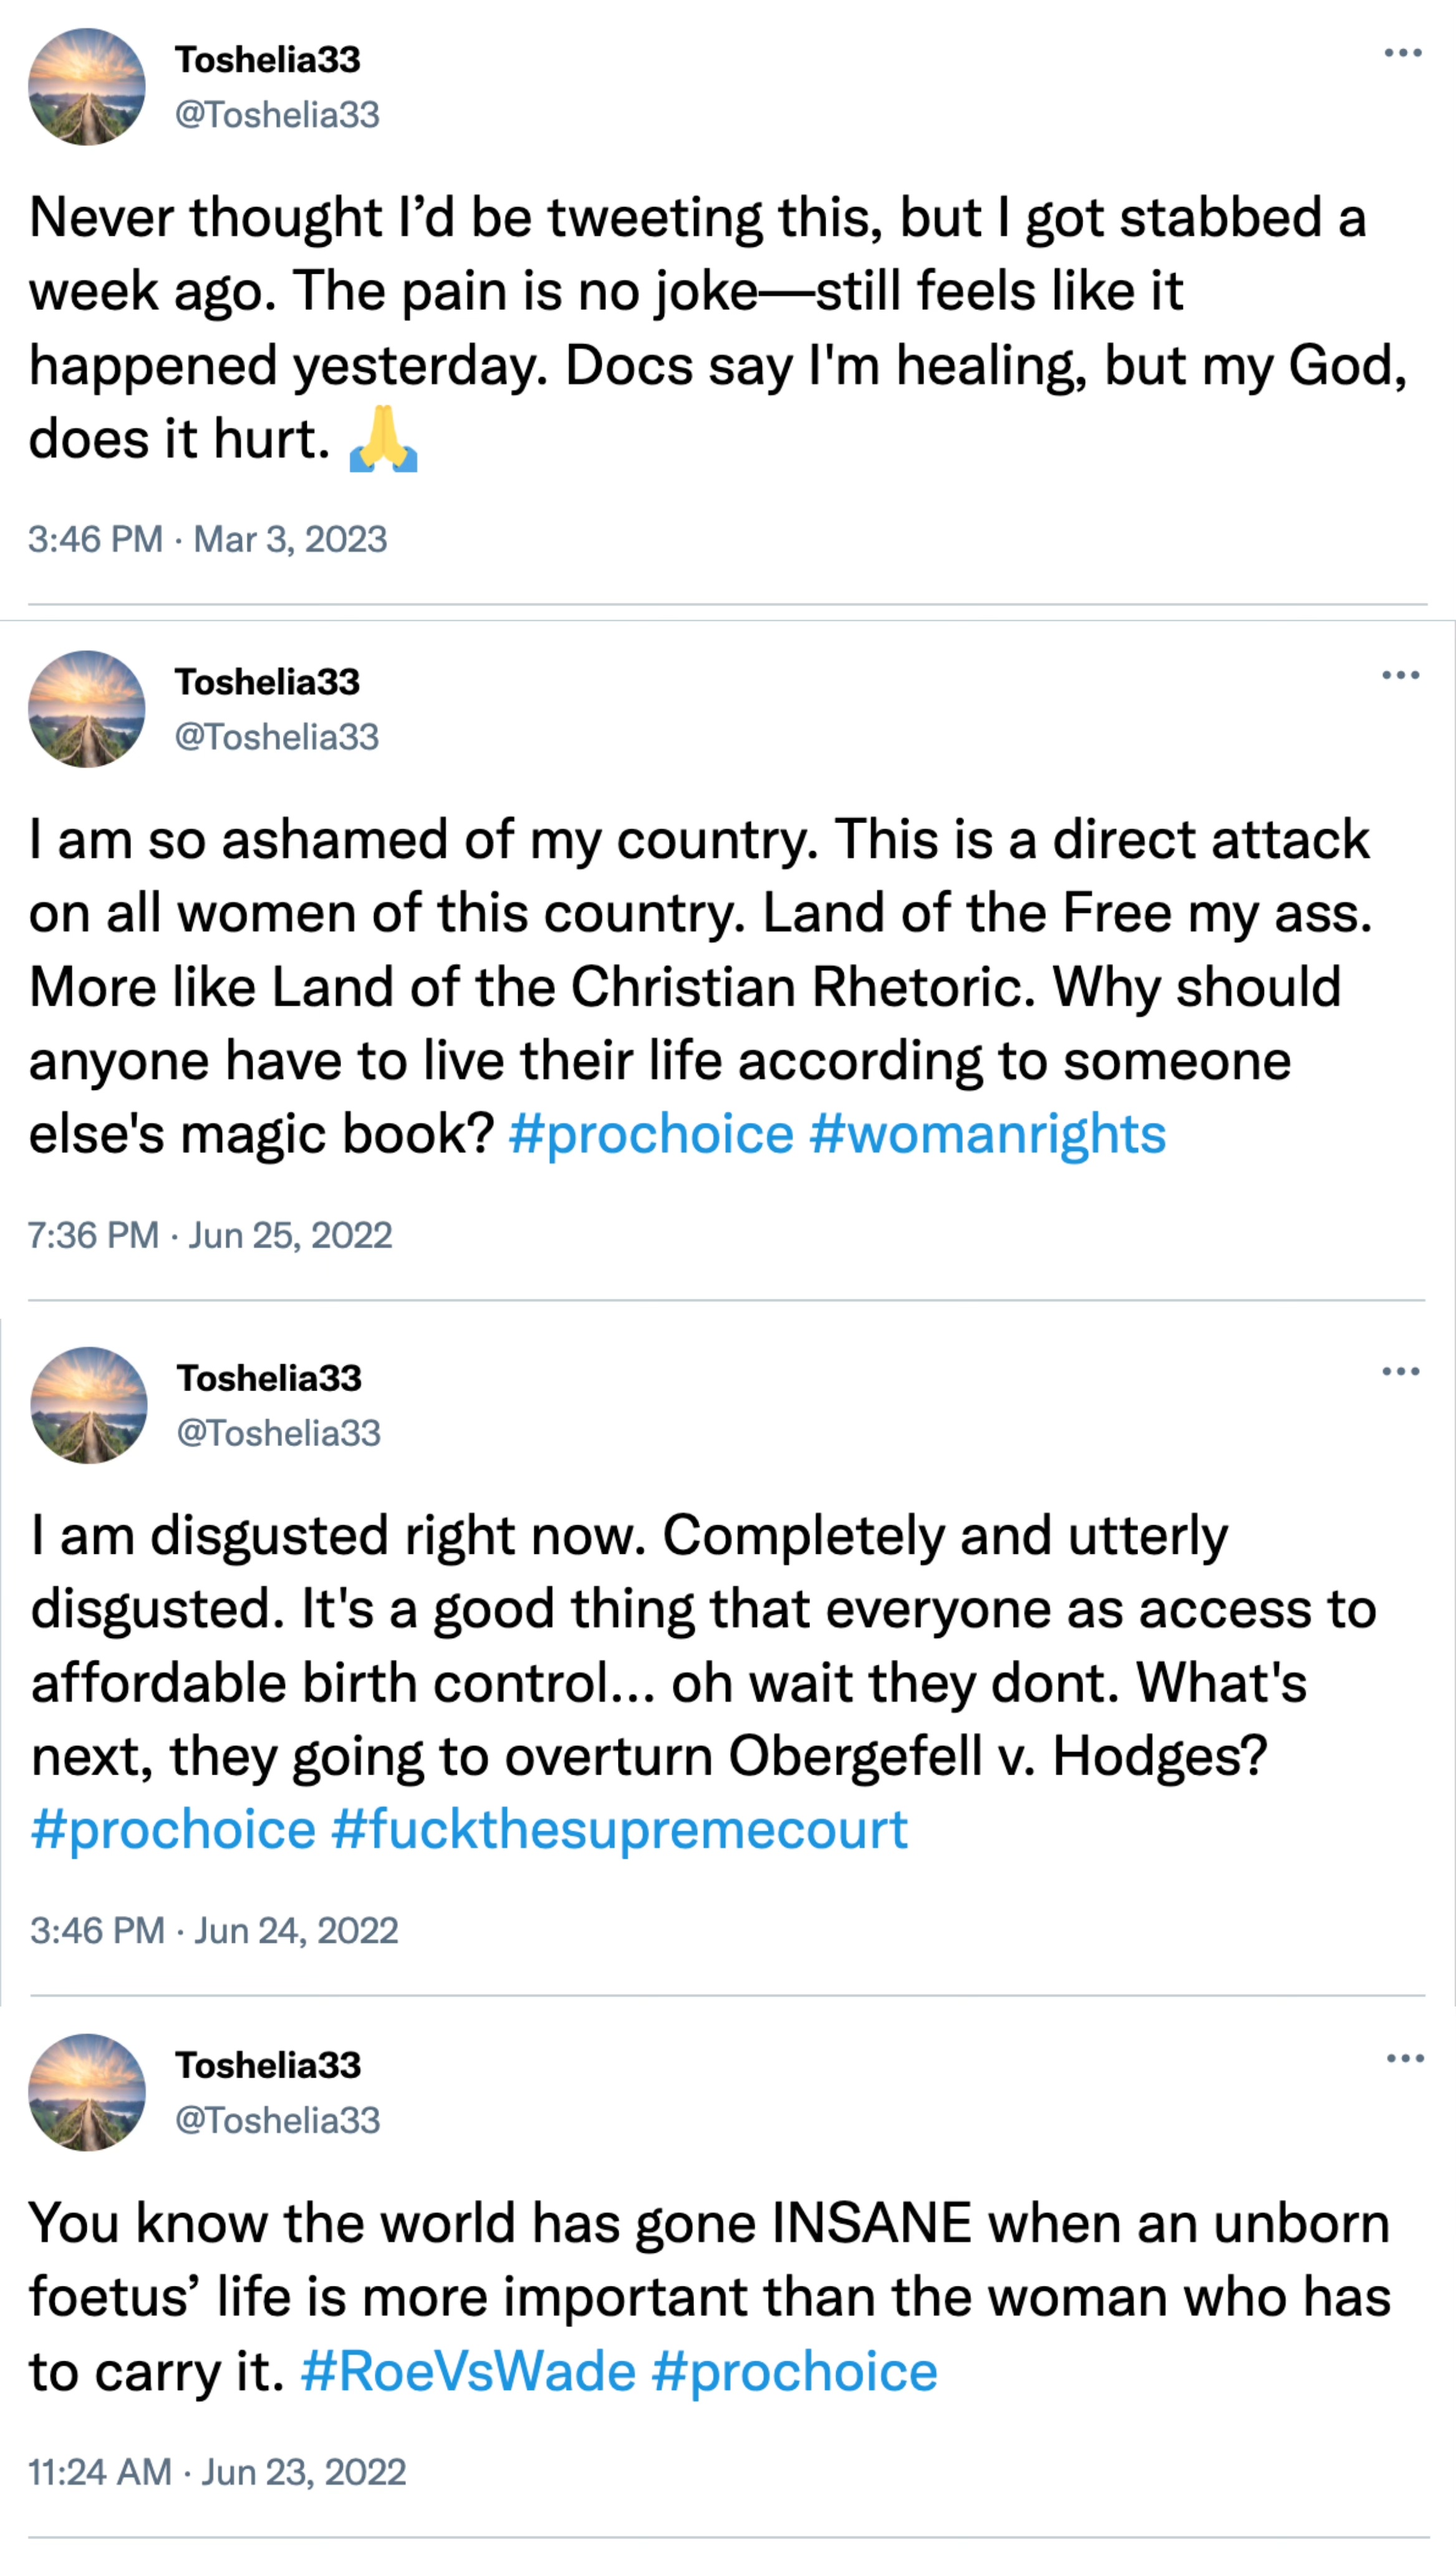 Toshelia33
@Toshelia33
Never thought I’d be tweeting this, but I got stabbed a
week ago. The pain is no joke—still feels like it
happened yesterday. Docs say I'm healing, but my God,
does it hurt. 🙏
3:46 PM · Mar 3, 2023
Toshelia33
@Toshelia33
I am so ashamed of my country. This is a direct attack
on all women of this country. Land of the Free my ass.
More like Land of the Christian Rhetoric. Why should
anyone have to live their life according to someone
else's magic book? #prochoice #womanrights
7:36 PM · Jun 25, 2022
Toshelia33
@Toshelia33
I am disgusted right now. Completely and utterly
disgusted. It's a good thing that everyone as access to
affordable birth control... oh wait they dont. What's
next, they going to overturn Obergefell v. Hodges?
#prochoice #fuckthesupremecourt
3:46 PM · Jun 24, 2022
Toshelia33
@Toshelia33
You know the world has gone INSANE when an unborn
foetus’ life is more important than the woman who has
to carry it. #RoeVsWade #prochoice
11:24 AM · Jun 23, 2022